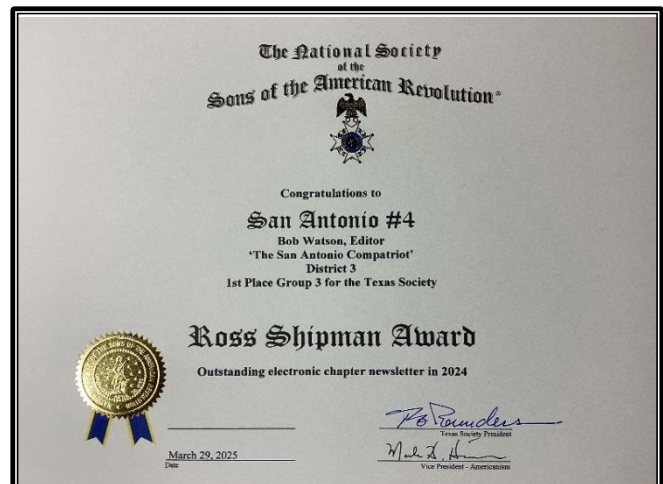 The National Society
of the
Sons of the American Revolution®
Congratulations to
San Antonio #4
Bob Watson, Editor
‘The San Antonio Compatriot’
District 3
1st Place Group 3 for the Texas Society
Ross Shipman Award
Outstanding electronic chapter newsletter in 2024
Texas Society President
March 29, 2025
Date
Vice President - Americanism